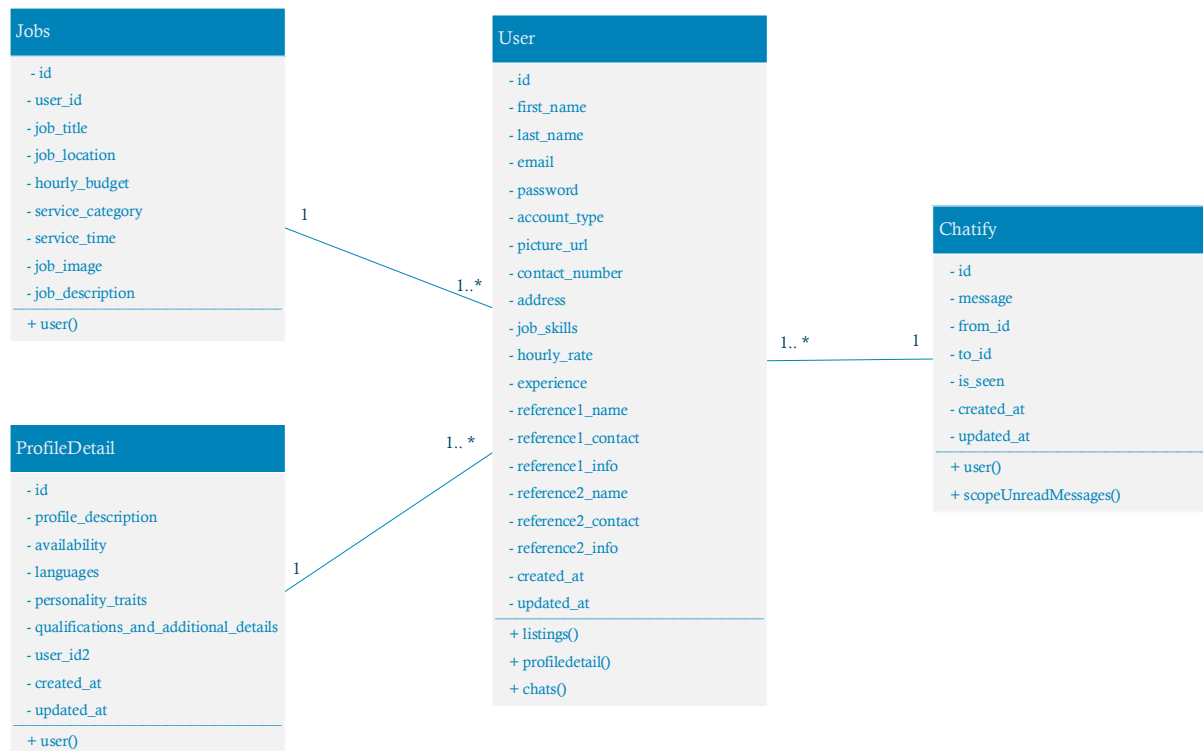 Jobs
- id
- user_id
- job_title
- job_location
- hourly_budget
- service_category
- service_time
- job_image
- job_description
+ user()
1
1..*
User
- id
- first_name
- last_name
- email
- password
- account_type
- picture_url
- contact_number
- address
- job_skills
- hourly_rate
- experience
- reference1_name
- reference1_contact
- reference1_info
- reference2_name
- reference2_contact
- reference2_info
- created_at
- updated_at
+ listings()
+ profiledetail()
+ chats()
1.. *
1
Chatify
- id
- message
- from_id
- to_id
- is_seen
- created_at
- updated_at
+ user()
+ scopeUnreadMessages()
ProfileDetail
- id
- profile_description
- availability
- languages
- personality_traits
- qualifications_and_additional_details
- user_id2
- created_at
- updated_at
+ user()
1
1.. *